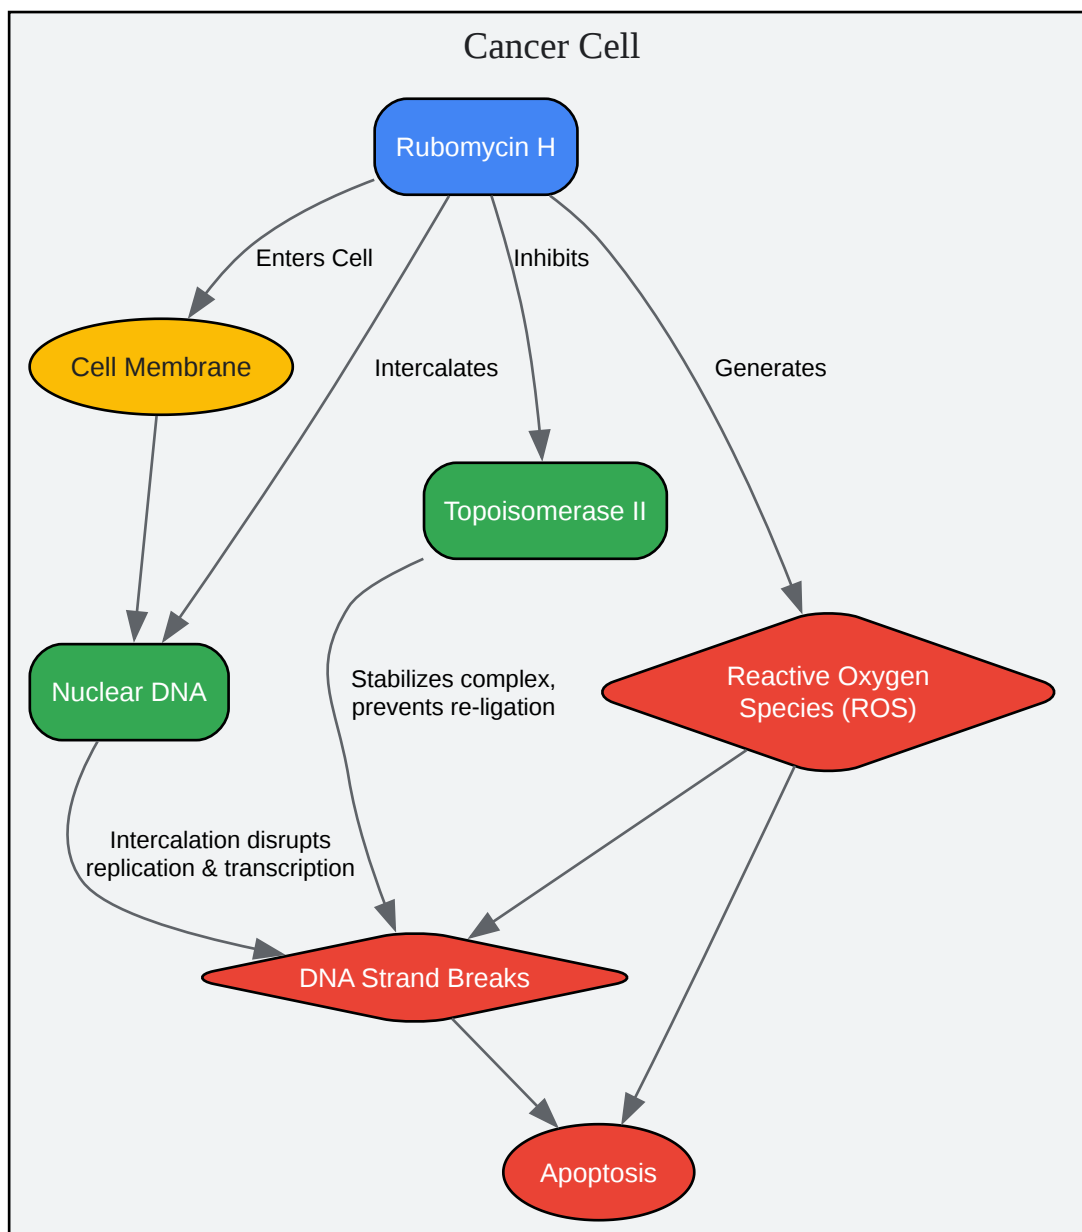 Cancer Cell
Rubomycin H
Enters Cell
Inhibits
Cell Membrane
Intercalates
Generates
Topoisomerase II
Nuclear DNA
Stabilizes complex,
prevents re-ligation
Reactive Oxygen
Species (ROS)
Intercalation disrupts
replication & transcription
DNA Strand Breaks
Apoptosis